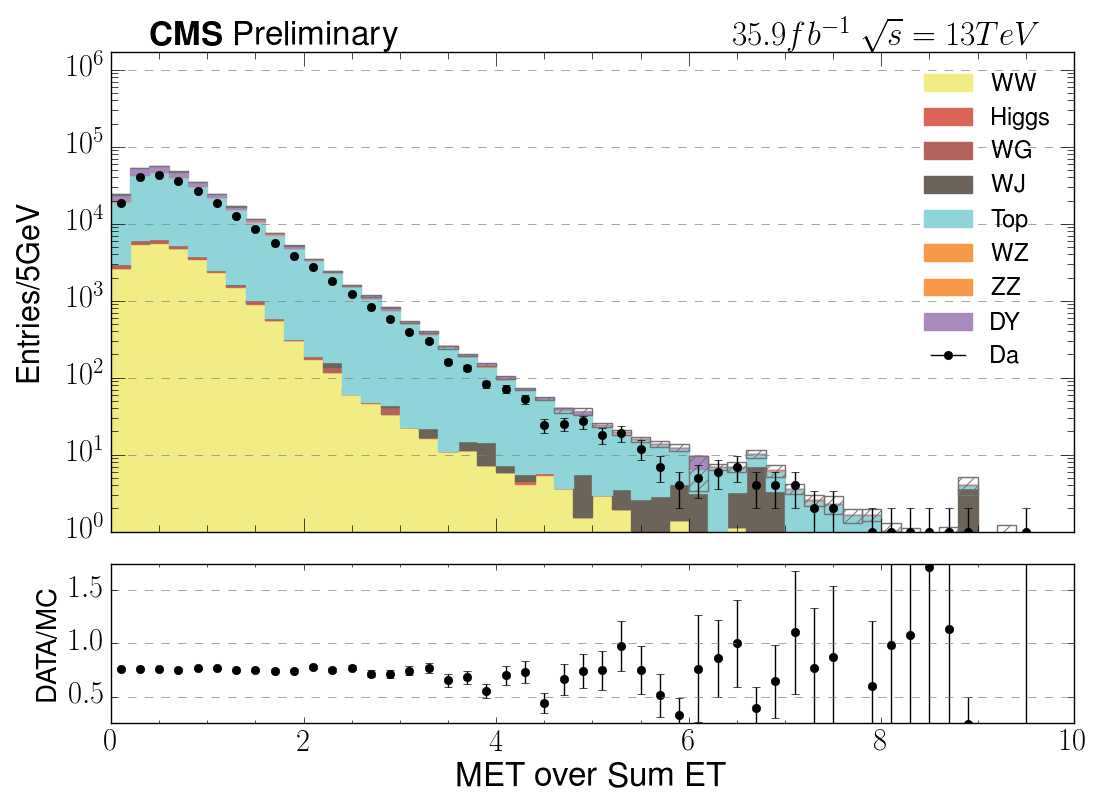 CMS Preliminary 35.9fb⁻¹ √s = 13TeV
10⁶
10⁵
10⁴
10³
10²
10¹
10⁰
Entries/5GeV
WW
Higgs
WG
WJ
Top
WZ
ZZ
DY
Da
1.5
1.0
0.5
DATA/MC
0 2 4 6 8 10
MET over Sum ET